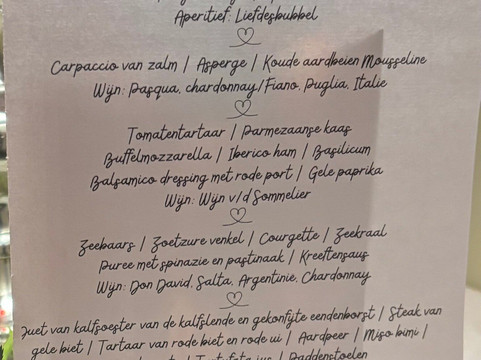 Aperitief: Liefdesbubbel
Carpaccio van zalm | Asperge | Koude aardbeien Mousseline
Wijn: Pasqua, chardonnay/Fiano, Puglia, Italie
Tomatentartaar | Parmezaanse kaas
Buffelmozzarella | Iberico ham | Basilicum
Balsamico dressing met rode port | Gele paprika
Wijn: Wijn v/d Sommelier
Zeebaars | Zoetzure venkel | Courgette | Zeekraal
Puree met spinazie en pastinaak | Kreeftensaus
Wijn: Don David, Salta, Argentinie, Chardonnay
Duet van kalfsoester van de kalfslende en gekonfijte eendenborst | Steak van
gele biet | Tartaar van rode biet en rode ui | Aardpeer | Miso bimi |
Paddenstoelen